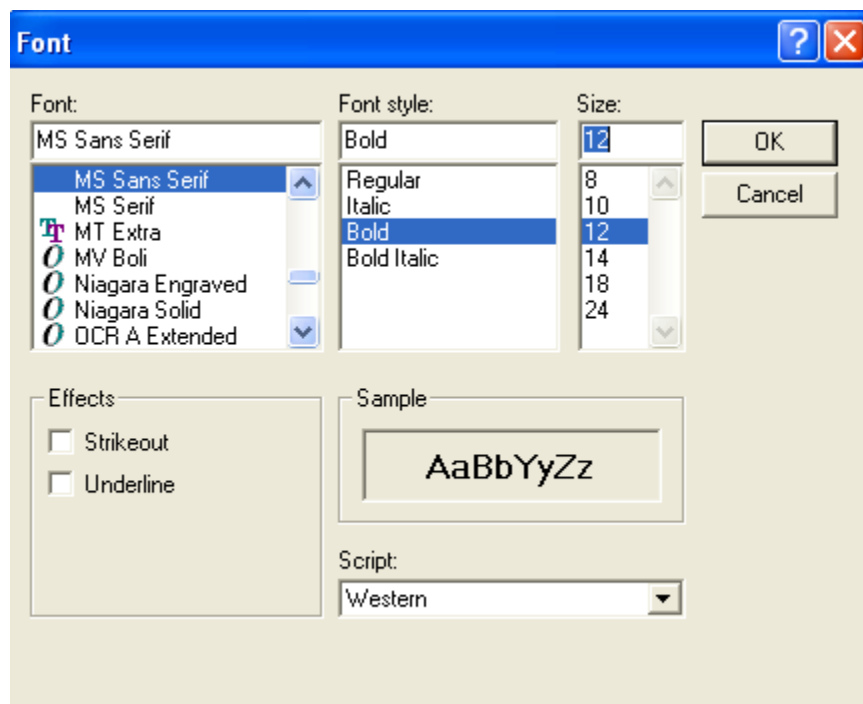 Font
Font:
MS Sans Serif
MS Sans Serif
MS Serif
MT Extra
MV Boli
Niagara Engraved
Niagara Solid
OCR A Extended
Font style:
Bold
Regular
Italic
Bold
Bold Italic
Size:
12
8
10
12
14
18
24
OK
Cancel
Effects
Strikeout
Underline
Sample
AaBbYyZz
Script:
Western